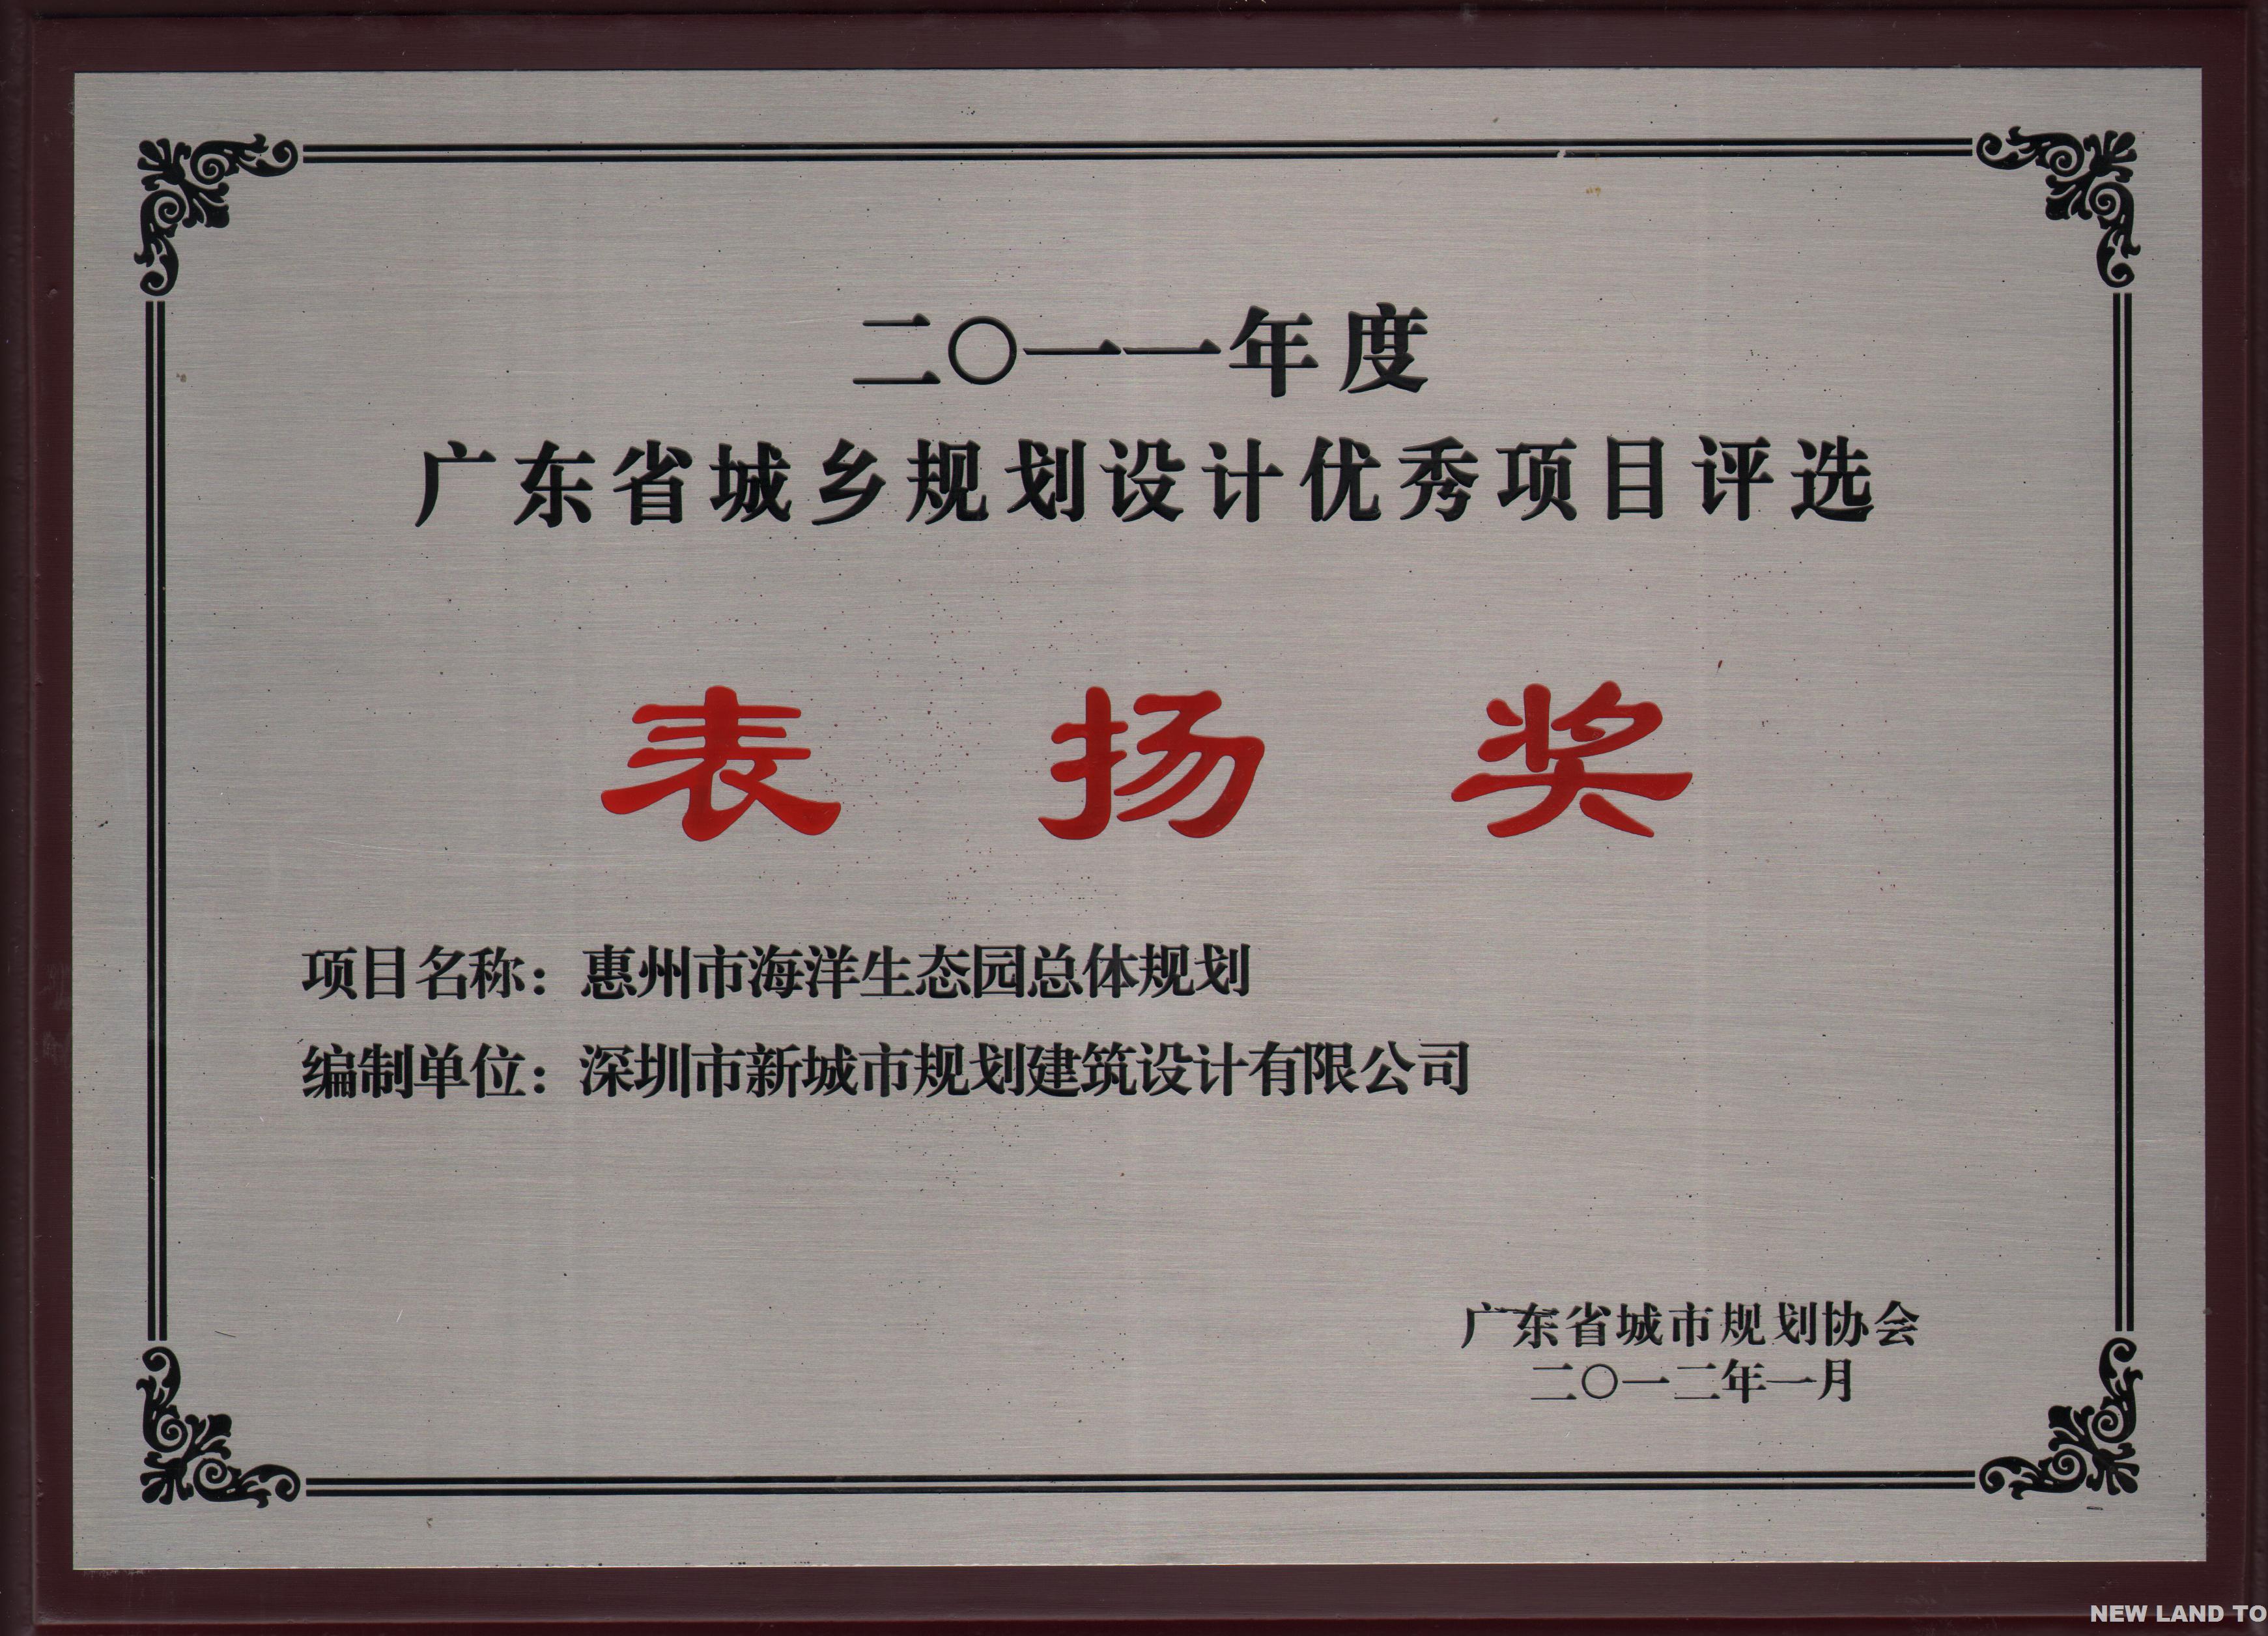 二〇一一年度
广东省城乡规划设计优秀项目评选
表扬奖
项目名称：惠州市海洋生态园总体规划
编制单位：深圳市新城市规划建筑设计有限公司
广东省城市规划协会
二〇一二年一月
NEW LAND TO